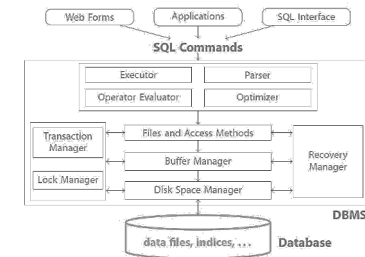 Web Forms Applications SQL Interface
SQL Commands
Executor Parser
Operator Evaluator Optimizer
Transaction Manager
Lock Manager
Files and Access Methods
Buffer Manager
Disk Space Manager
Recovery Manager
DBMS
data files, indices, ...
Database